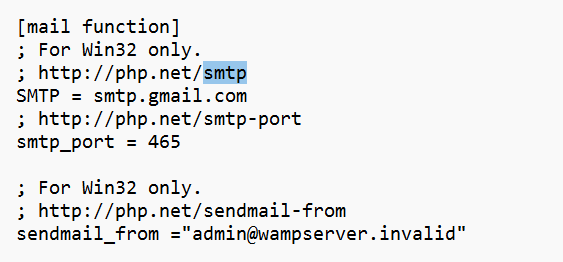 [mail function]
; For Win32 only.
; http://php.net/smtp
SMTP = smtp.gmail.com
; http://php.net/smtp-port
smtp_port = 465
; For Win32 only.
; http://php.net/sendmail-from
sendmail_from ="admin@wampserver.invalid"